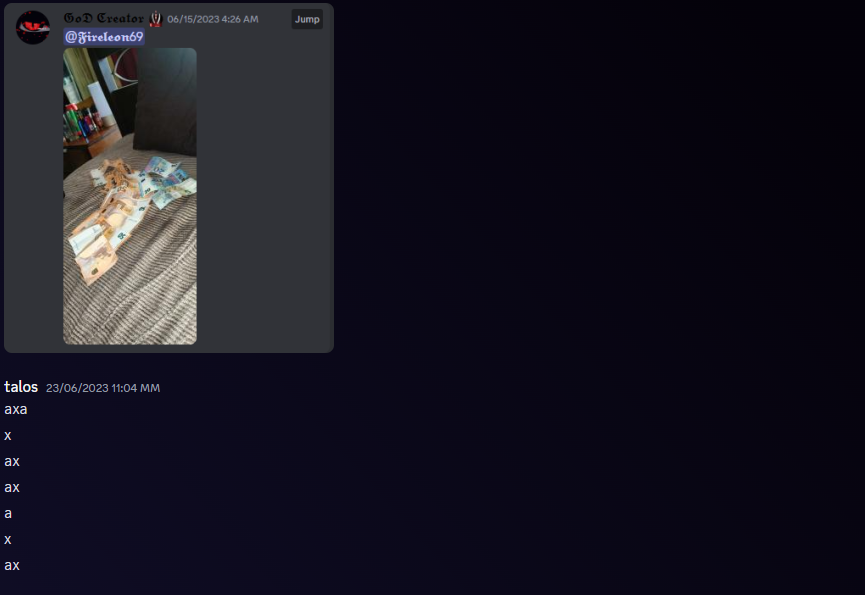 GoD Creator 06/15/2023 4:26 AM Jump
@Fireleon69
talos 23/06/2023 11:04 MM
axa
x
ax
ax
a
x
ax